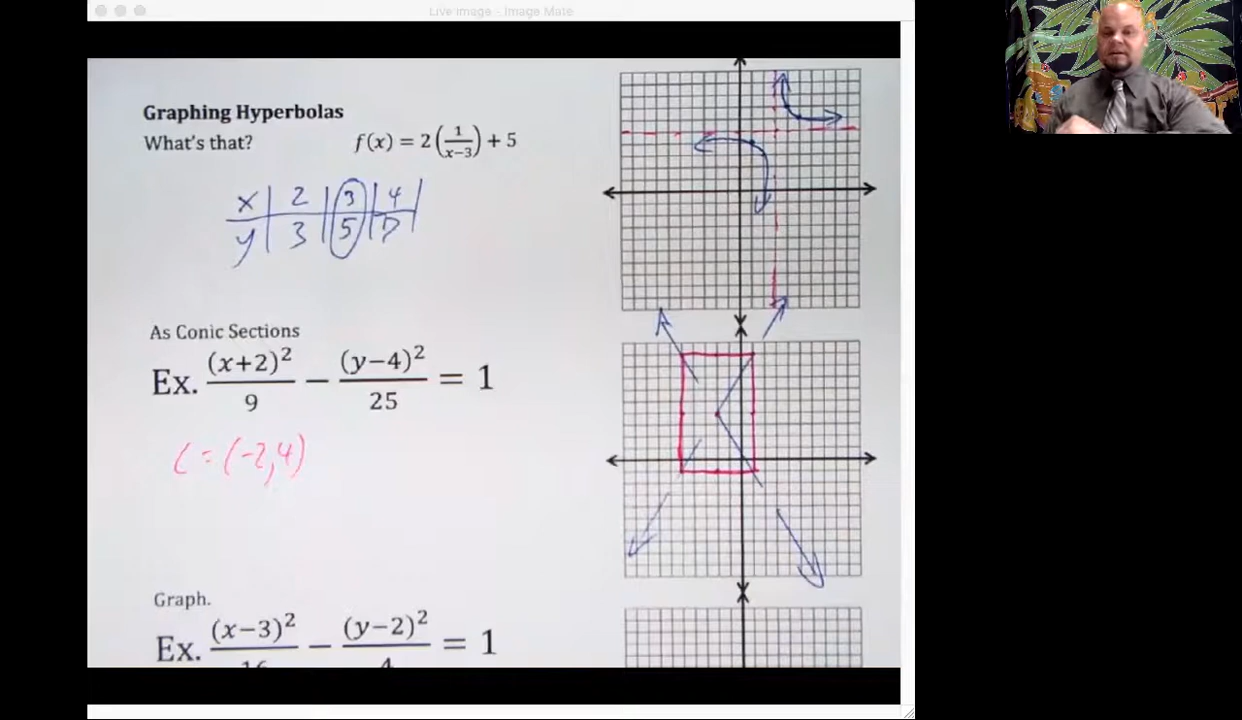 Live Image - Image Mate
Graphing Hyperbolas
What's that? f(x) = 2(1/(x−3)) + 5
x | 2 | 3 | 4
y | 3 | 5 | 7
As Conic Sections
Ex. (x+2)²/9 − (y−4)²/25 = 1
C = (-2,4)
Graph.
Ex. (x−3)²/16 − (y−2)²/4 = 1